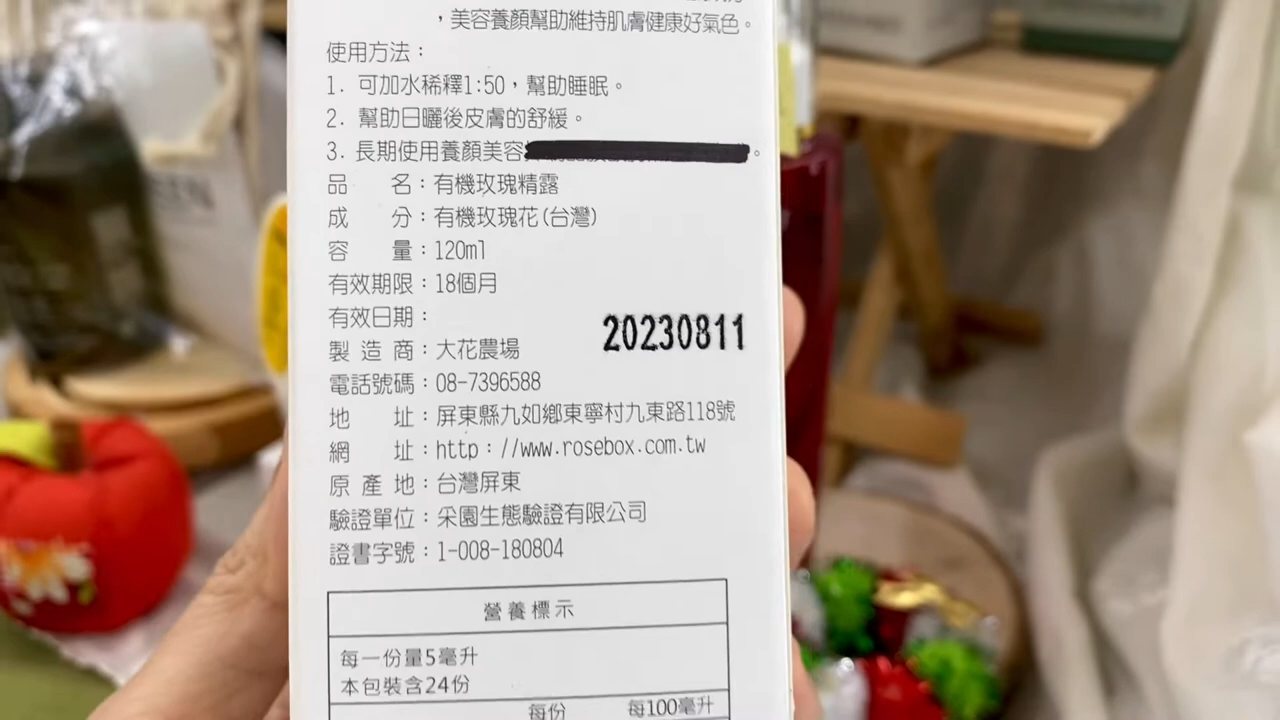 ，美容養顏幫助維持肌膚健康好氣色。
使用方法：
1. 可加水稀釋1:50，幫助睡眠。
2. 幫助日曬後皮膚的舒緩。
3. 長期使用養顏美容。
品 名：有機玫瑰精露
成 分：有機玫瑰花(台灣)
容 量：120ml
有效期限：18個月
有效日期：
20230811
製造商：大花農場
電話號碼：08-7396588
地 址：屏東縣九如鄉東寧村九東路118號
網 址：http：//www.rosebox.com.tw
原產地：台灣屏東
驗證單位：采園生態驗證有限公司
證書字號：1-008-180804
營養標示
每一份量5毫升
本包裝含24份
每份 每100毫升